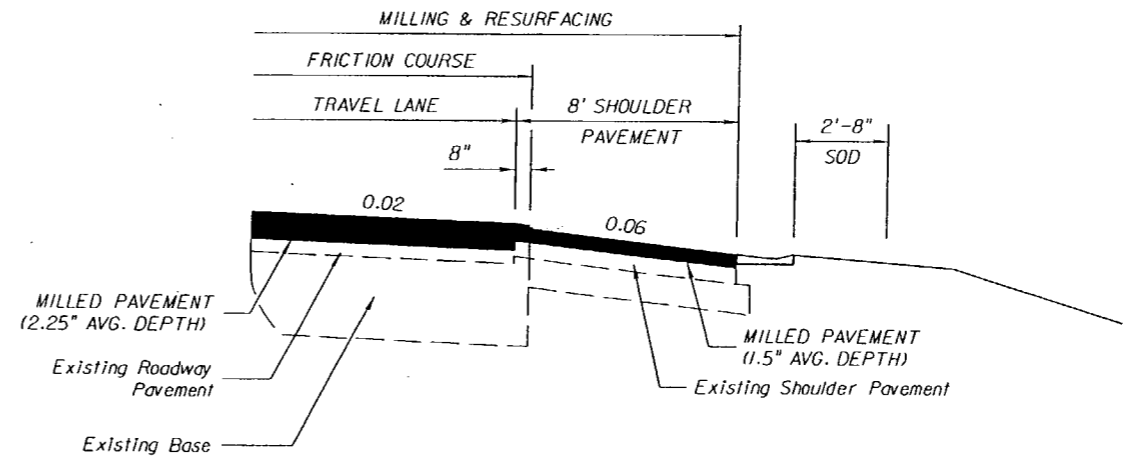 MILLING & RESURFACING
FRICTION COURSE
TRAVEL LANE
8' SHOULDER
PAVEMENT
2'-8"
SOD
8"
0.02
0.06
MILLED PAVEMENT
(2.25" AVG. DEPTH)
MILLED PAVEMENT
(1.5" AVG. DEPTH)
Existing Roadway
Pavement
Existing Shoulder Pavement
Existing Base